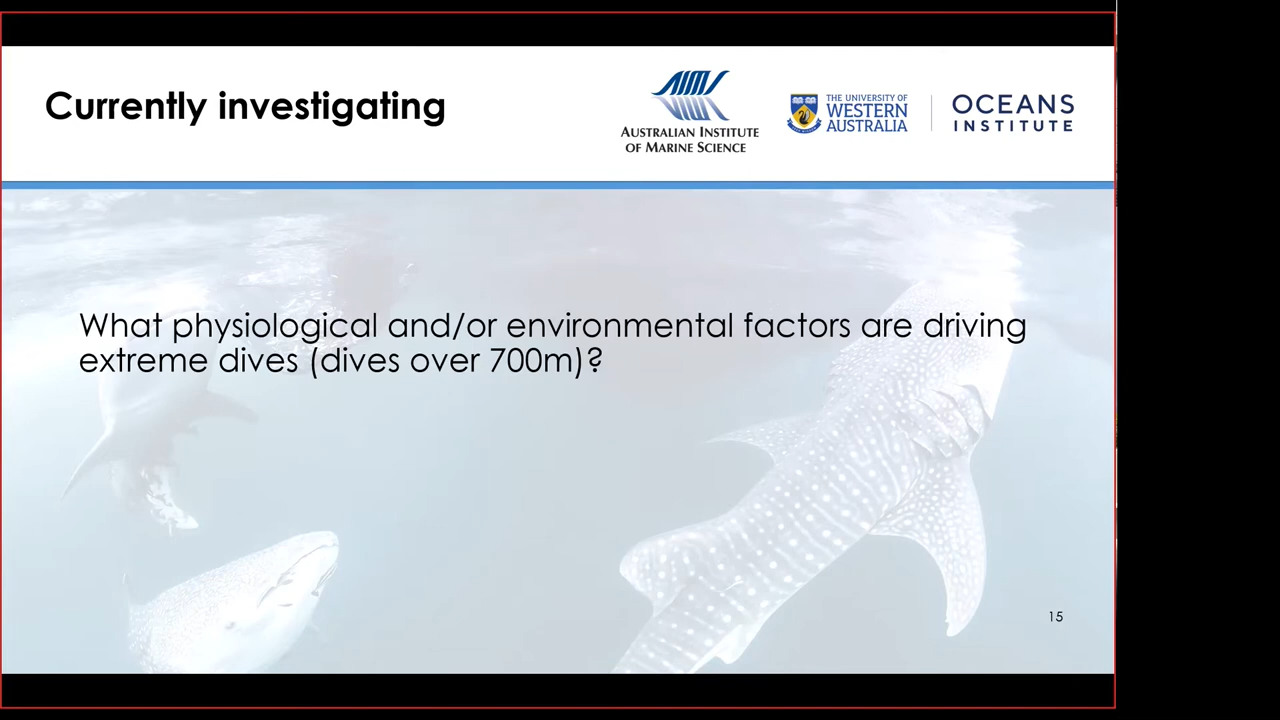 Currently investigating
AIMS
AUSTRALIAN INSTITUTE
OF MARINE SCIENCE
THE UNIVERSITY OF
WESTERN
AUSTRALIA
OCEANS
INSTITUTE
What physiological and/or environmental factors are driving
extreme dives (dives over 700m)?
15